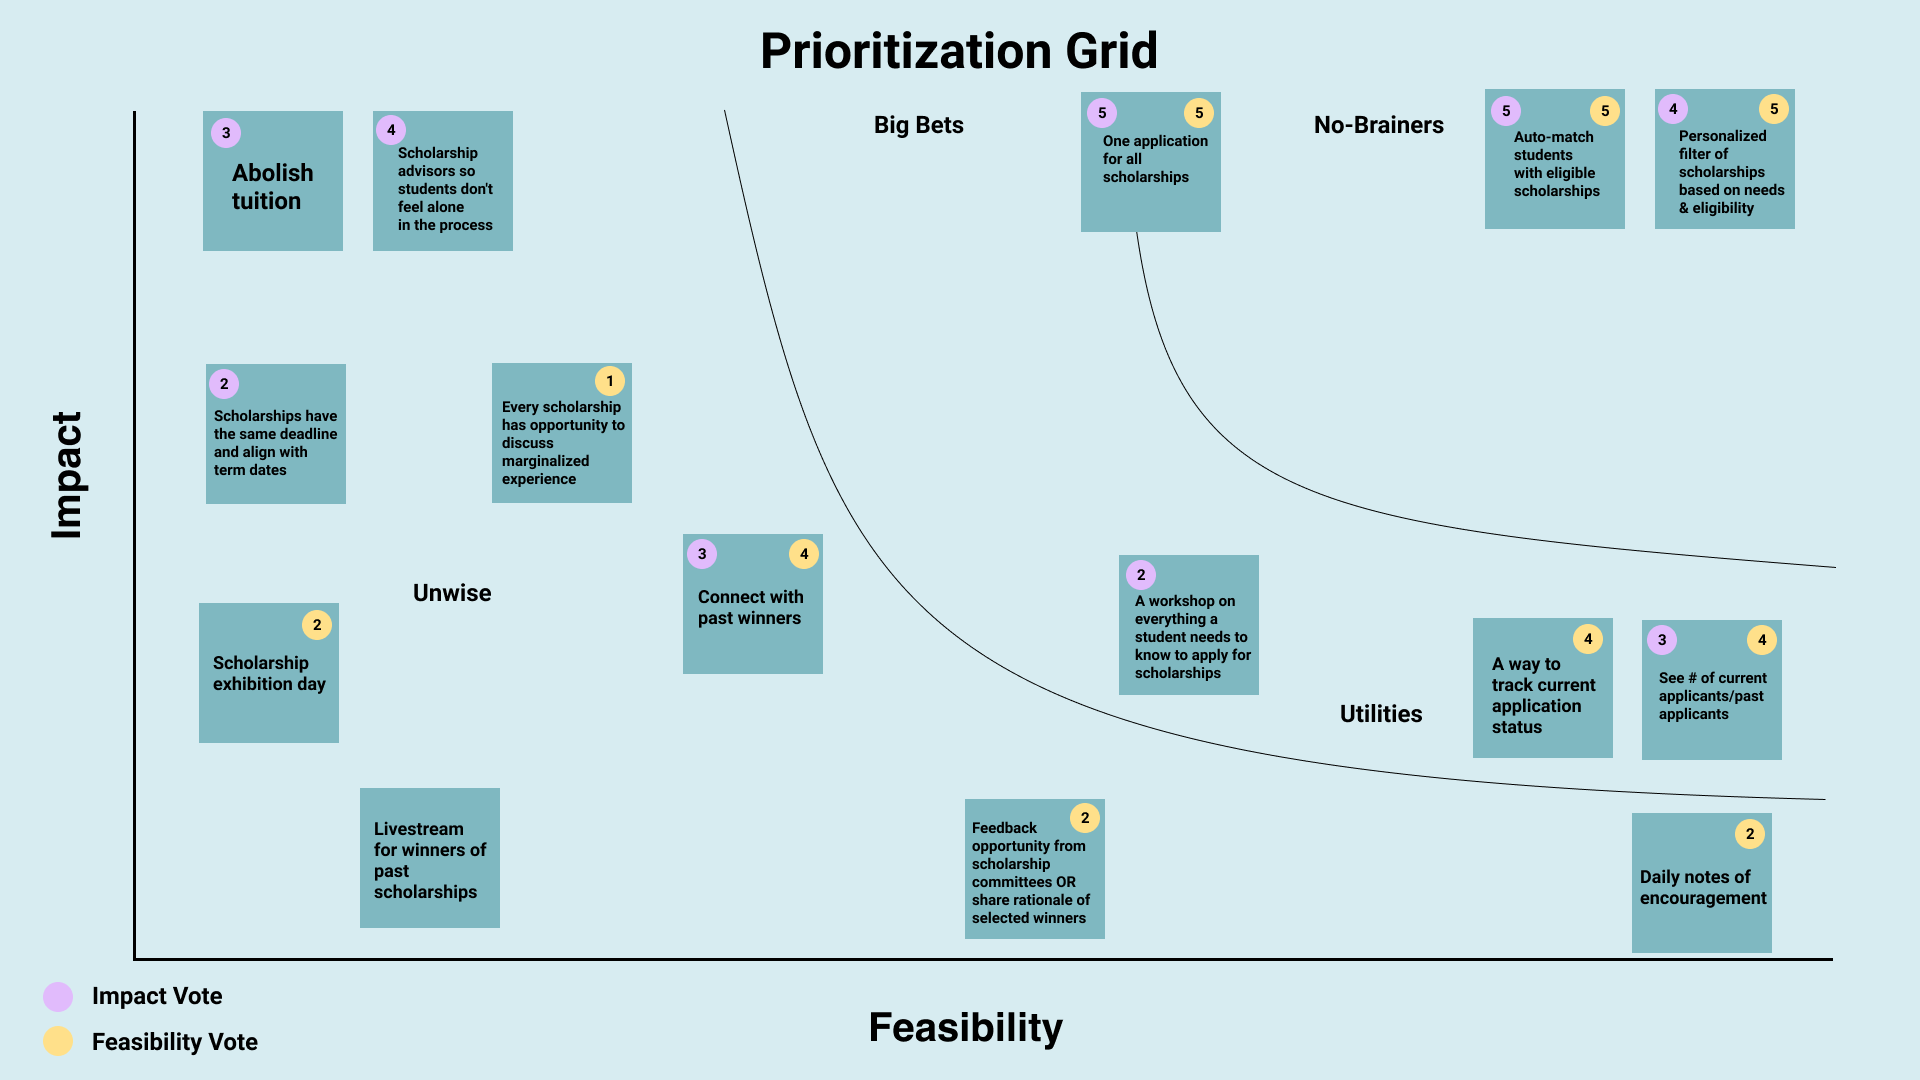 Prioritization Grid
Big Bets
No-Brainers
3
Abolish
tuition
4
Scholarship
advisors so
students don't
feel alone
in the process
5
5
One application
for all
scholarships
5
5
Auto-match
students
with eligible
scholarships
4
5
Personalized
filter of
scholarships
based on needs
& eligibility
Impact
2
Scholarships have
the same deadline
and align with
term dates
1
Every scholarship
has opportunity to
discuss
marginalized
experience
Unwise
3
4
Connect with
past winners
2
A workshop on
everything a
student needs to
know to apply for
scholarships
2
Scholarship
exhibition day
Utilities
4
A way to
track current
application
status
3
4
See # of current
applicants/past
applicants
Livestream
for winners of
past
scholarships
2
Feedback
opportunity from
scholarship
committees OR
share rationale of
selected winners
2
Daily notes of
encouragement
Impact Vote
Feasibility Vote
Feasibility